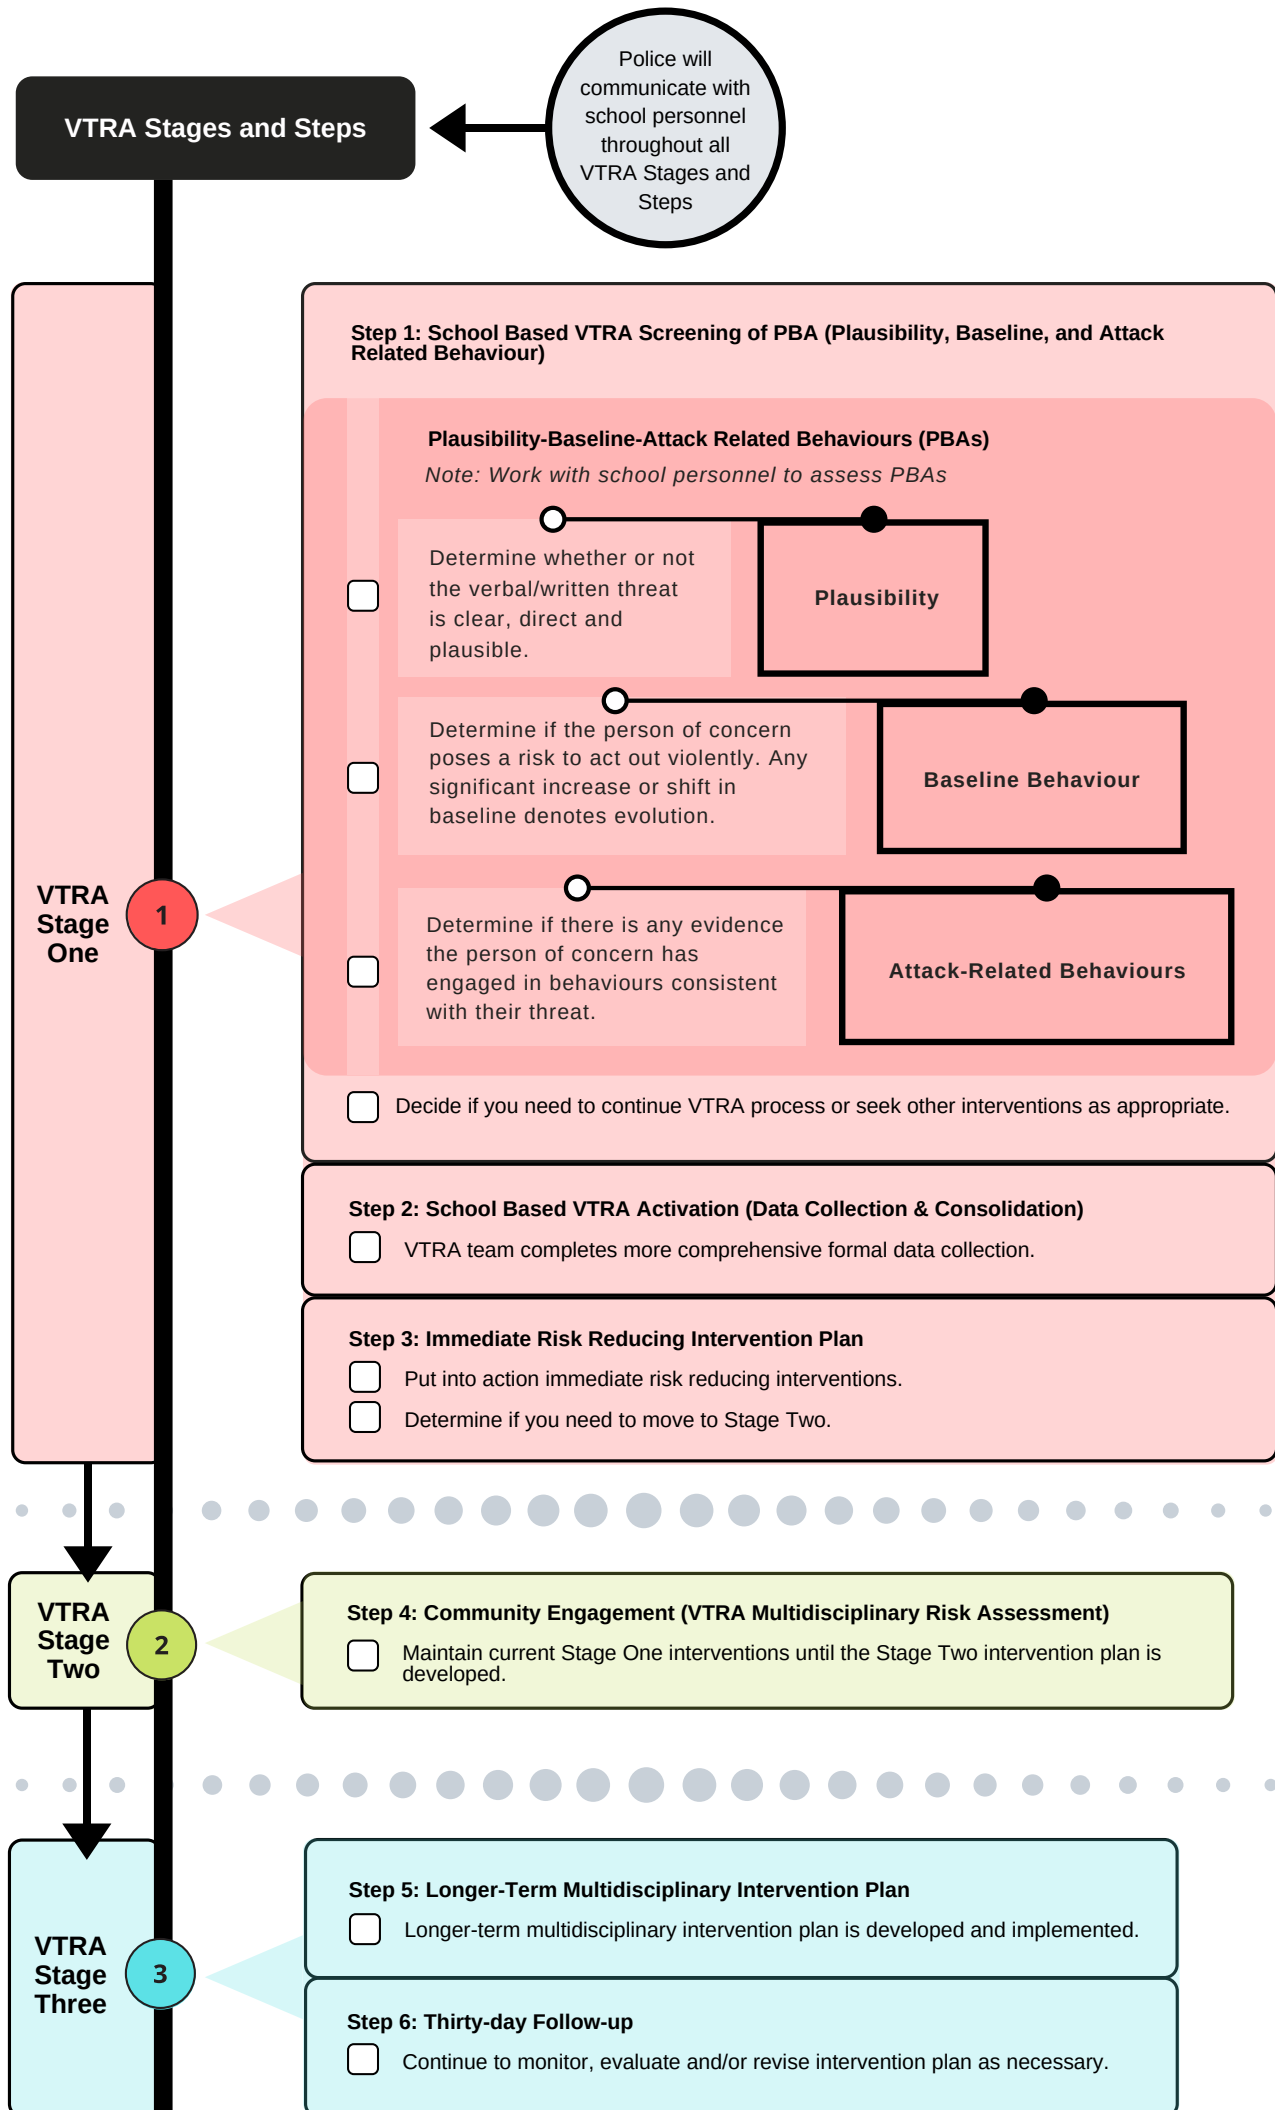 Police will
communicate with
school personnel
throughout all
VTRA Stages and
Steps
VTRA Stages and Steps
Step 1: School Based VTRA Screening of PBA (Plausibility, Baseline, and Attack
Related Behaviour)
Plausibility-Baseline-Attack Related Behaviours (PBAs)
Note: Work with school personnel to assess PBAs
Determine whether or not
the verbal/written threat
is clear, direct and
plausible.
Plausibility
Determine if the person of concern
poses a risk to act out violently. Any
significant increase or shift in
baseline denotes evolution.
Baseline Behaviour
VTRA
Stage
One
1
Determine if there is any evidence
the person of concern has
engaged in behaviours consistent
with their threat.
Attack-Related Behaviours
Decide if you need to continue VTRA process or seek other interventions as appropriate.
Step 2: School Based VTRA Activation (Data Collection & Consolidation)
VTRA team completes more comprehensive formal data collection.
Step 3: Immediate Risk Reducing Intervention Plan
Put into action immediate risk reducing interventions.
Determine if you need to move to Stage Two.
VTRA
Stage
Two
2
Step 4: Community Engagement (VTRA Multidisciplinary Risk Assessment)
Maintain current Stage One interventions until the Stage Two intervention plan is
developed.
VTRA
Stage
Three
3
Step 5: Longer-Term Multidisciplinary Intervention Plan
Longer-term multidisciplinary intervention plan is developed and implemented.
Step 6: Thirty-day Follow-up
Continue to monitor, evaluate and/or revise intervention plan as necessary.